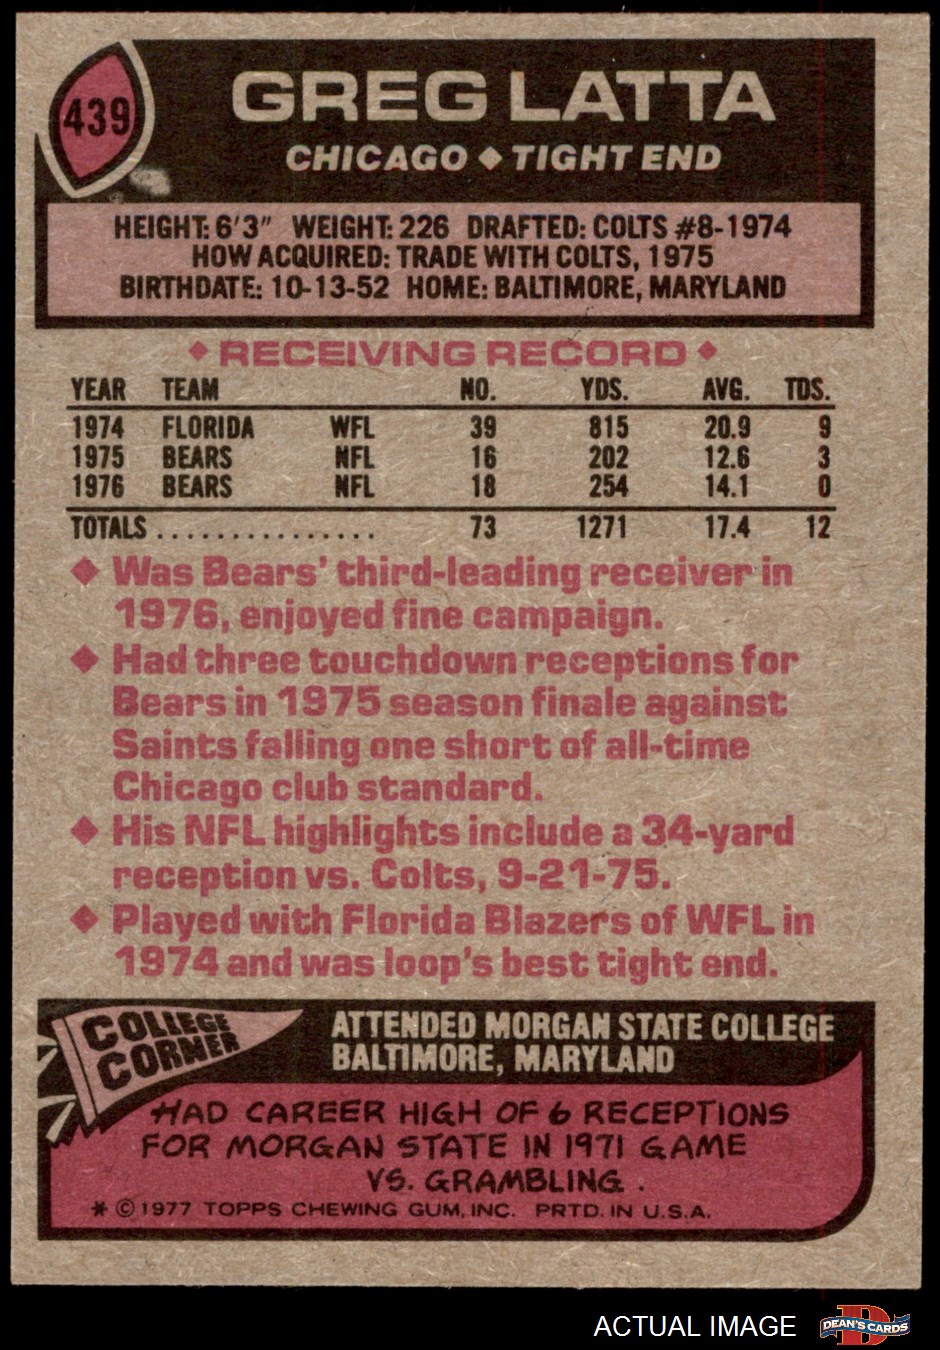 439
GREG LATTA
CHICAGO ◆ TIGHT END
HEIGHT: 6'3" WEIGHT: 226 DRAFTED: COLTS #8-1974
HOW ACQUIRED: TRADE WITH COLTS, 1975
BIRTHDATE: 10-13-52 HOME: BALTIMORE, MARYLAND
◆ RECEIVING RECORD ◆
YEAR TEAM NO. YDS. AVG. TDS.
1974 FLORIDA WFL 39 815 20.9 9
1975 BEARS NFL 16 202 12.6 3
1976 BEARS NFL 18 254 14.1 0
TOTALS ............... 73 1271 17.4 12
◆ Was Bears' third-leading receiver in
1976, enjoyed fine campaign.
◆ Had three touchdown receptions for
Bears in 1975 season finale against
Saints falling one short of all-time
Chicago club standard.
◆ His NFL highlights include a 34-yard
reception vs. Colts, 9-21-75.
◆ Played with Florida Blazers of WFL in
1974 and was loop's best tight end.
COLLEGE
CORNER
ATTENDED MORGAN STATE COLLEGE
BALTIMORE, MARYLAND
HAD CAREER HIGH OF 6 RECEPTIONS
FOR MORGAN STATE IN 1971 GAME
VS. GRAMBLING.
* © 1977 TOPPS CHEWING GUM, INC. PRTD. IN U.S.A.
ACTUAL IMAGE
D
DEAN'S CARDS